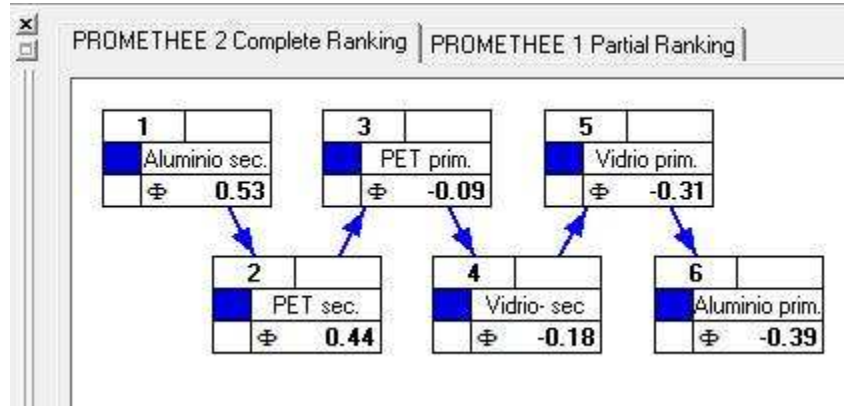 PROMETHEE 2 Complete Ranking
PROMETHEE 1 Partial Ranking
1
Aluminio sec.
Φ 0.53
2
PET sec.
Φ 0.44
3
PET prim.
Φ -0.09
4
Vidrio- sec
Φ -0.18
5
Vidrio prim.
Φ -0.31
6
Aluminio prim.
Φ -0.39